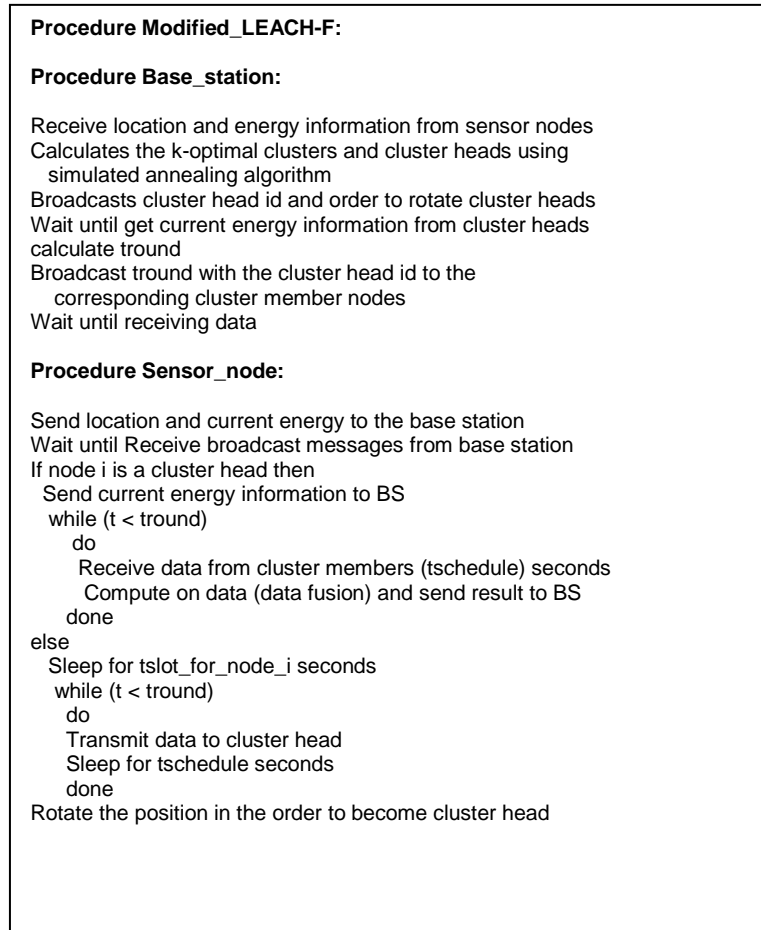 Procedure Modified_LEACH-F:
Procedure Base_station:
Receive location and energy information from sensor nodes
Calculates the k-optimal clusters and cluster heads using
simulated annealing algorithm
Broadcasts cluster head id and order to rotate cluster heads
Wait until get current energy information from cluster heads
calculate tround
Broadcast tround with the cluster head id to the
corresponding cluster member nodes
Wait until receiving data
Procedure Sensor_node:
Send location and current energy to the base station
Wait until Receive broadcast messages from base station
If node i is a cluster head then
Send current energy information to BS
while (t < tround)
do
Receive data from cluster members (tschedule) seconds
Compute on data (data fusion) and send result to BS
done
else
Sleep for tslot_for_node_i seconds
while (t < tround)
do
Transmit data to cluster head
Sleep for tschedule seconds
done
Rotate the position in the order to become cluster head